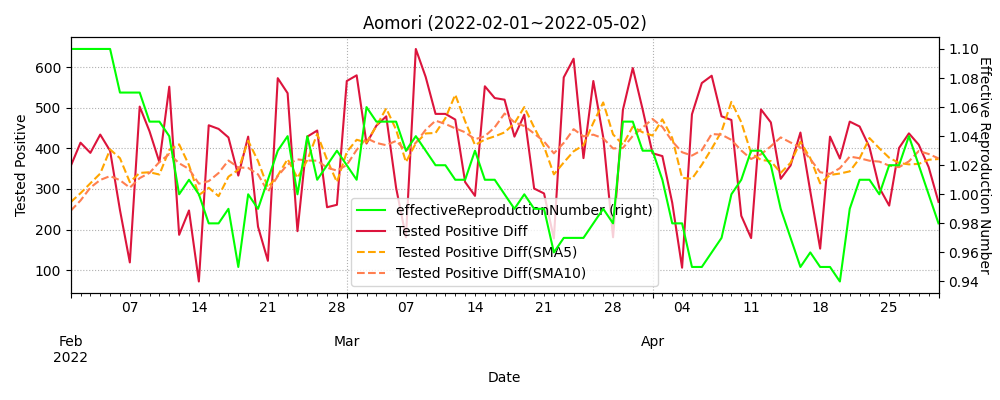 Aomori (2022-02-01~2022-05-02)
Tested Positive
600
500
400
300
200
100
1.10
1.08
1.06
1.04
1.02
1.00
0.98
0.96
0.94
Effective Reproduction Number
effectiveReproductionNumber (right)
Tested Positive Diff
Tested Positive Diff(SMA5)
Tested Positive Diff(SMA10)
07 14 21 28 07 14 21 28 04 11 18 25
Feb Mar Apr
2022
Date